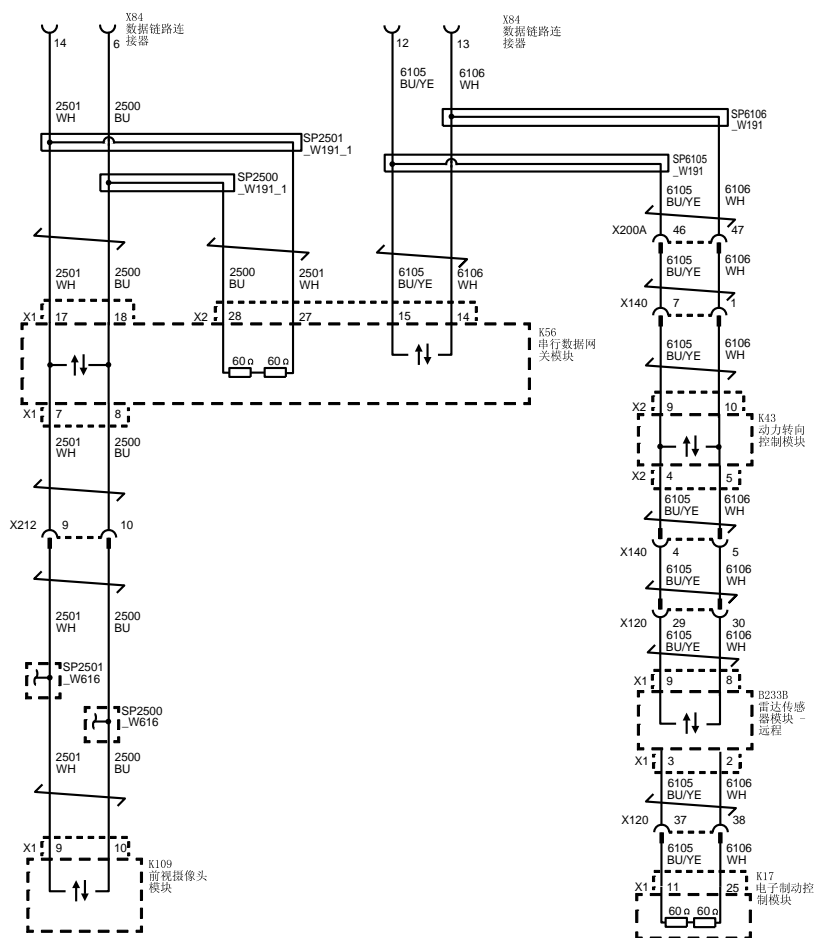 X84
数据链路连
接器
X84
数据链路连
接器
14
6
12
13
6105
BU/YE
6106
WH
2501
WH
2500
BU
SP6106
_W191
SP2501
_W191_1
SP6105
_W191
SP2500
_W191_1
6105
BU/YE
6106
WH
X200A
46
47
2501
WH
2500
BU
2500
BU
2501
WH
6105
BU/YE
6106
WH
6105
BU/YE
6106
WH
X1
17
18
X2
28
27
15
14
X140
7
1
K56
串行数据网
关模块
60Ω
60Ω
6105
BU/YE
6106
WH
X1
7
8
X2
9
10
K43
动力转向
控制模块
2501
WH
2500
BU
X2
4
5
6105
BU/YE
6106
WH
X212
9
10
X140
4
5
6105
BU/YE
6106
WH
2501
WH
2500
BU
X120
29
30
6105
BU/YE
6106
WH
SP2501
_W616
X1
9
8
SP2500
_W616
B233B
雷达传感
器模块 -
远程
2501
WH
2500
BU
X1
3
2
6105
BU/YE
6106
WH
X120
37
38
X1
9
10
6105
BU/YE
6106
WH
K109
前视摄像头
模块
X1
11
25
K17
电子制动控
制模块
60Ω
60Ω